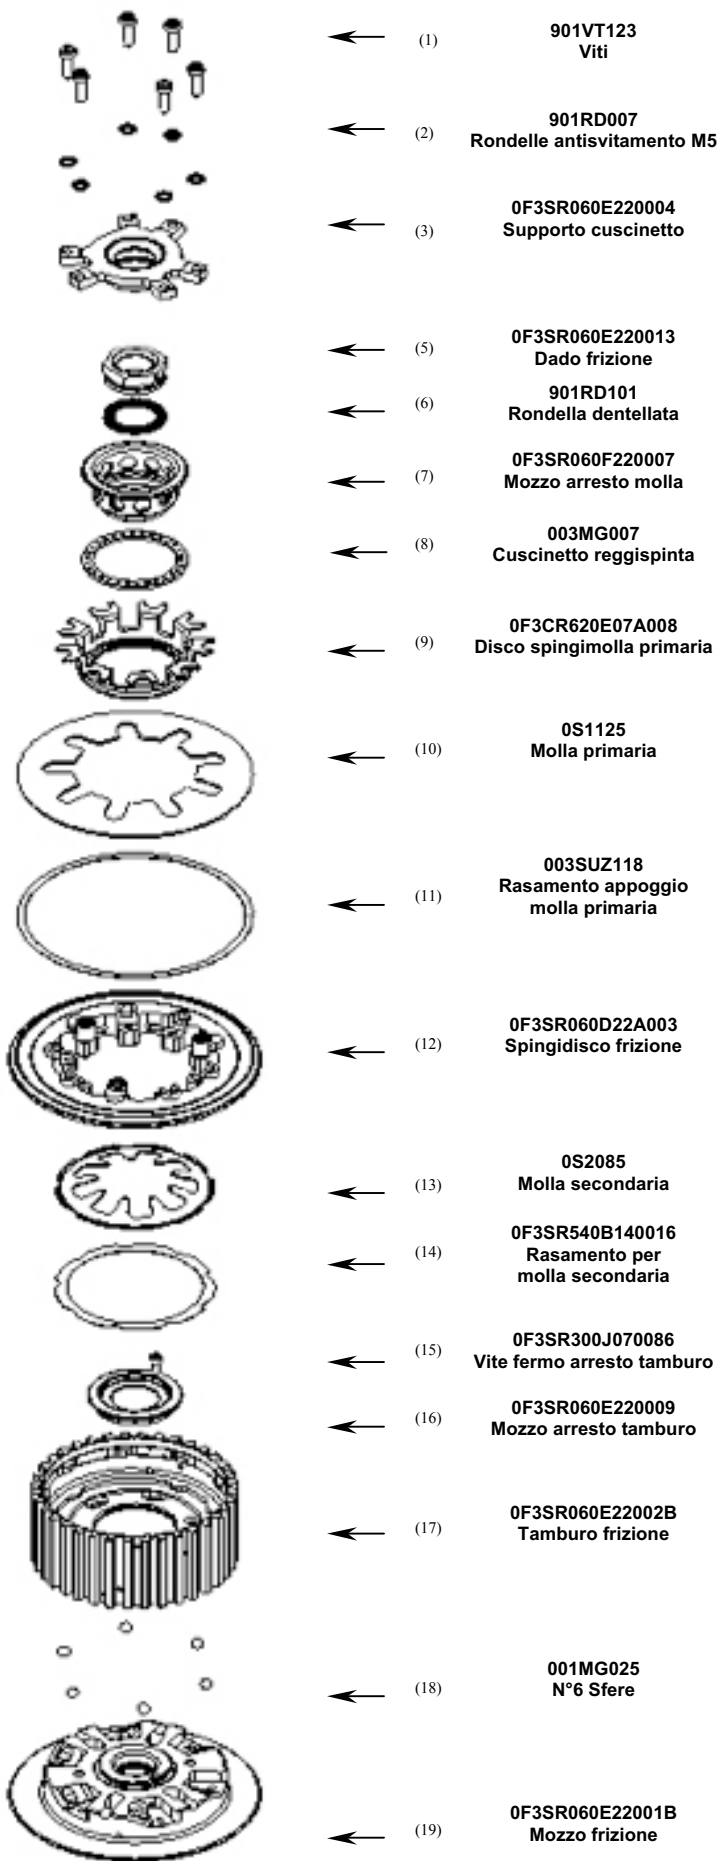 (1) 901VT123
Viti
(2) 901RD007
Rondelle antisvitamento M5
(3) 0F3SR060E220004
Supporto cuscinetto
(5) 0F3SR060E220013
Dado frizione
(6) 901RD101
Rondella dentellata
(7) 0F3SR060F220007
Mozzo arresto molla
(8) 003MG007
Cuscinetto reggispinta
(9) 0F3CR620E07A008
Disco spingimolla primaria
(10) 0S1125
Molla primaria
(11) 003SUZ118
Rasamento appoggio
molla primaria
(12) 0F3SR060D22A003
Spingidisco frizione
(13) 0S2085
Molla secondaria
(14) 0F3SR540B140016
Rasamento per
molla secondaria
(15) 0F3SR300J070086
Vite fermo arresto tamburo
(16) 0F3SR060E220009
Mozzo arresto tamburo
(17) 0F3SR060E22002B
Tamburo frizione
(18) 001MG025
N°6 Sfere
(19) 0F3SR060E22001B
Mozzo frizione